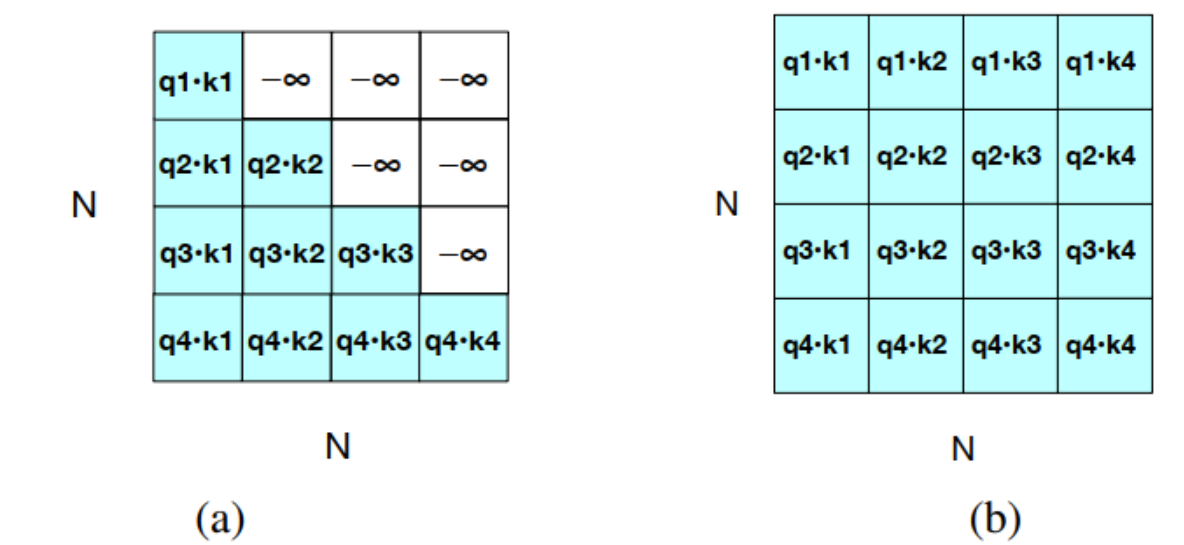 q1·k1 −∞ −∞ −∞
q2·k1 q2·k2 −∞ −∞
q3·k1 q3·k2 q3·k3 −∞
q4·k1 q4·k2 q4·k3 q4·k4
N
N
(a)
q1·k1 q1·k2 q1·k3 q1·k4
q2·k1 q2·k2 q2·k3 q2·k4
q3·k1 q3·k2 q3·k3 q3·k4
q4·k1 q4·k2 q4·k3 q4·k4
N
N
(b)